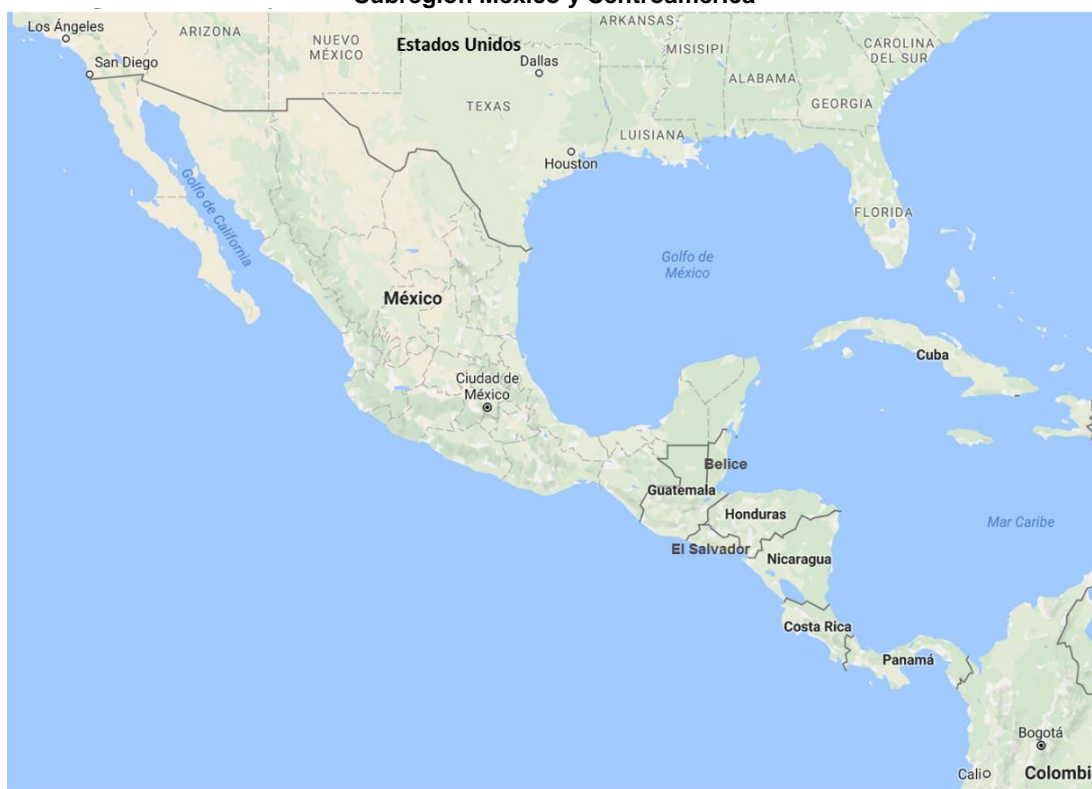 Subregión México y Centroamérica
Los Ángeles
ARIZONA
NUEVO
MÉXICO
Estados Unidos
ARKANSAS
MISISIPI
CAROLINA
DEL SUR
San Diego
Dallas
ALABAMA
TEXAS
GEORGIA
LUISIANA
Houston
Golfo de California
FLORIDA
Golfo de
México
México
Cuba
Ciudad de
México
Belice
Guatemala
Honduras
Mar Caribe
El Salvador
Nicaragua
Costa Rica
Panamá
Bogotá
Cali
Colombi